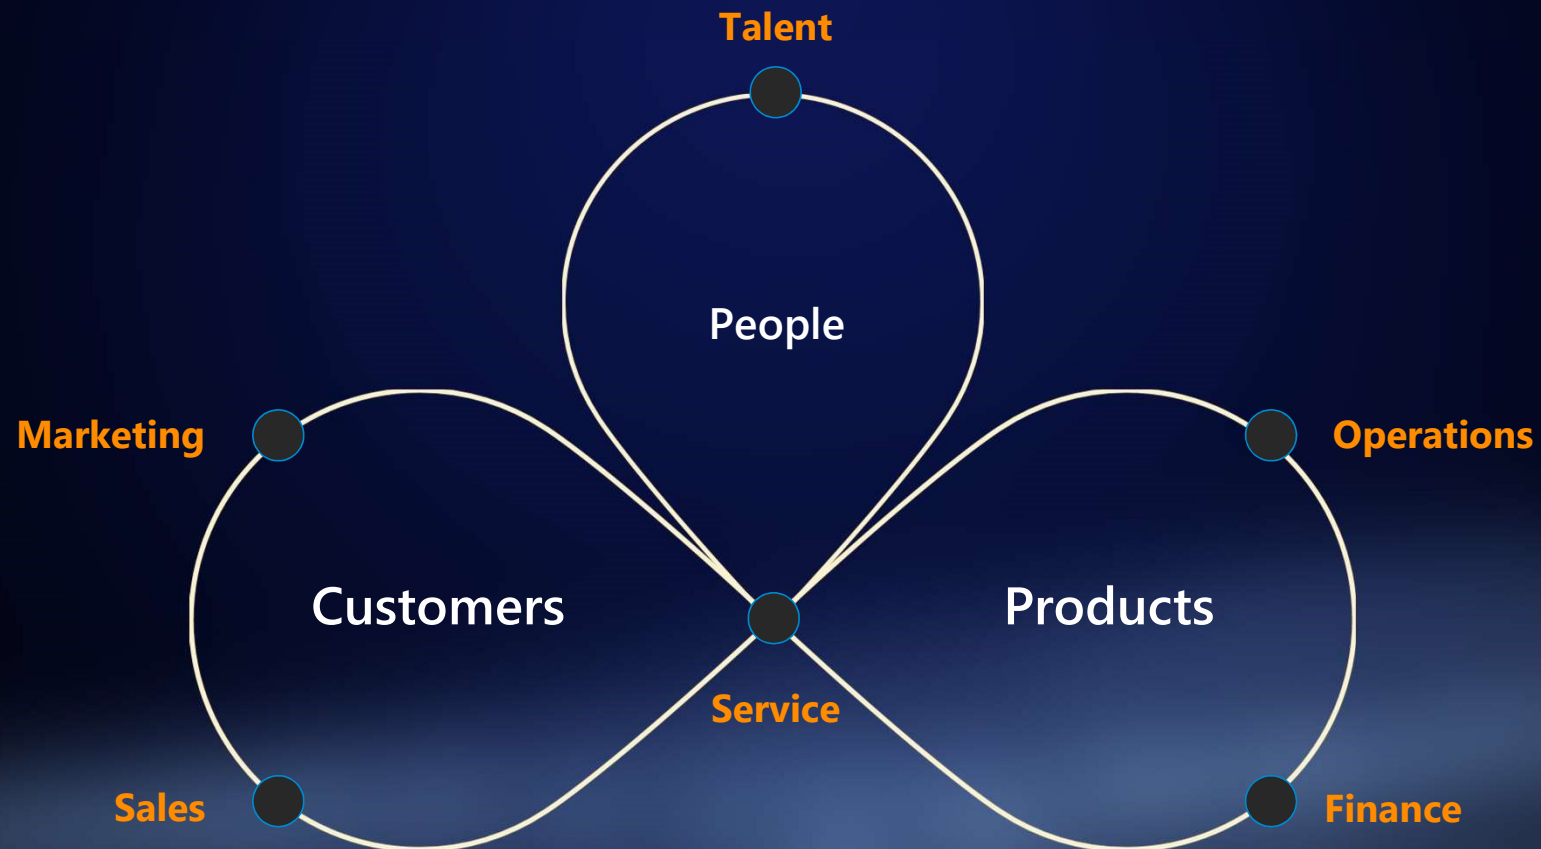 Talent
People
Marketing
Operations
Customers
Products
Service
Sales
Finance